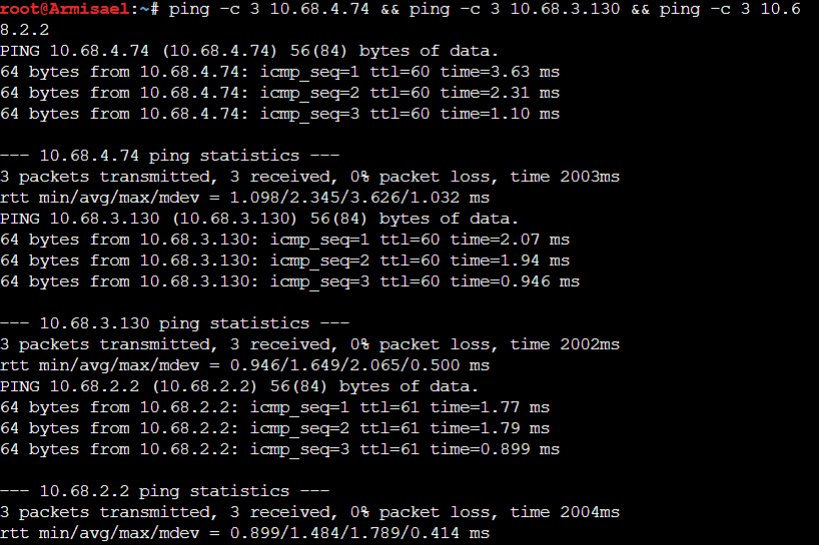 root@Armisael:~# ping -c 3 10.68.4.74 && ping -c 3 10.68.3.130 && ping -c 3 10.6
8.2.2
PING 10.68.4.74 (10.68.4.74) 56(84) bytes of data.
64 bytes from 10.68.4.74: icmp_seq=1 ttl=60 time=3.63 ms
64 bytes from 10.68.4.74: icmp_seq=2 ttl=60 time=2.31 ms
64 bytes from 10.68.4.74: icmp_seq=3 ttl=60 time=1.10 ms

--- 10.68.4.74 ping statistics ---
3 packets transmitted, 3 received, 0% packet loss, time 2003ms
rtt min/avg/max/mdev = 1.098/2.345/3.626/1.032 ms
PING 10.68.3.130 (10.68.3.130) 56(84) bytes of data.
64 bytes from 10.68.3.130: icmp_seq=1 ttl=60 time=2.07 ms
64 bytes from 10.68.3.130: icmp_seq=2 ttl=60 time=1.94 ms
64 bytes from 10.68.3.130: icmp_seq=3 ttl=60 time=0.946 ms

--- 10.68.3.130 ping statistics ---
3 packets transmitted, 3 received, 0% packet loss, time 2002ms
rtt min/avg/max/mdev = 0.946/1.649/2.065/0.500 ms
PING 10.68.2.2 (10.68.2.2) 56(84) bytes of data.
64 bytes from 10.68.2.2: icmp_seq=1 ttl=61 time=1.77 ms
64 bytes from 10.68.2.2: icmp_seq=2 ttl=61 time=1.79 ms
64 bytes from 10.68.2.2: icmp_seq=3 ttl=61 time=0.899 ms

--- 10.68.2.2 ping statistics ---
3 packets transmitted, 3 received, 0% packet loss, time 2004ms
rtt min/avg/max/mdev = 0.899/1.484/1.789/0.414 ms